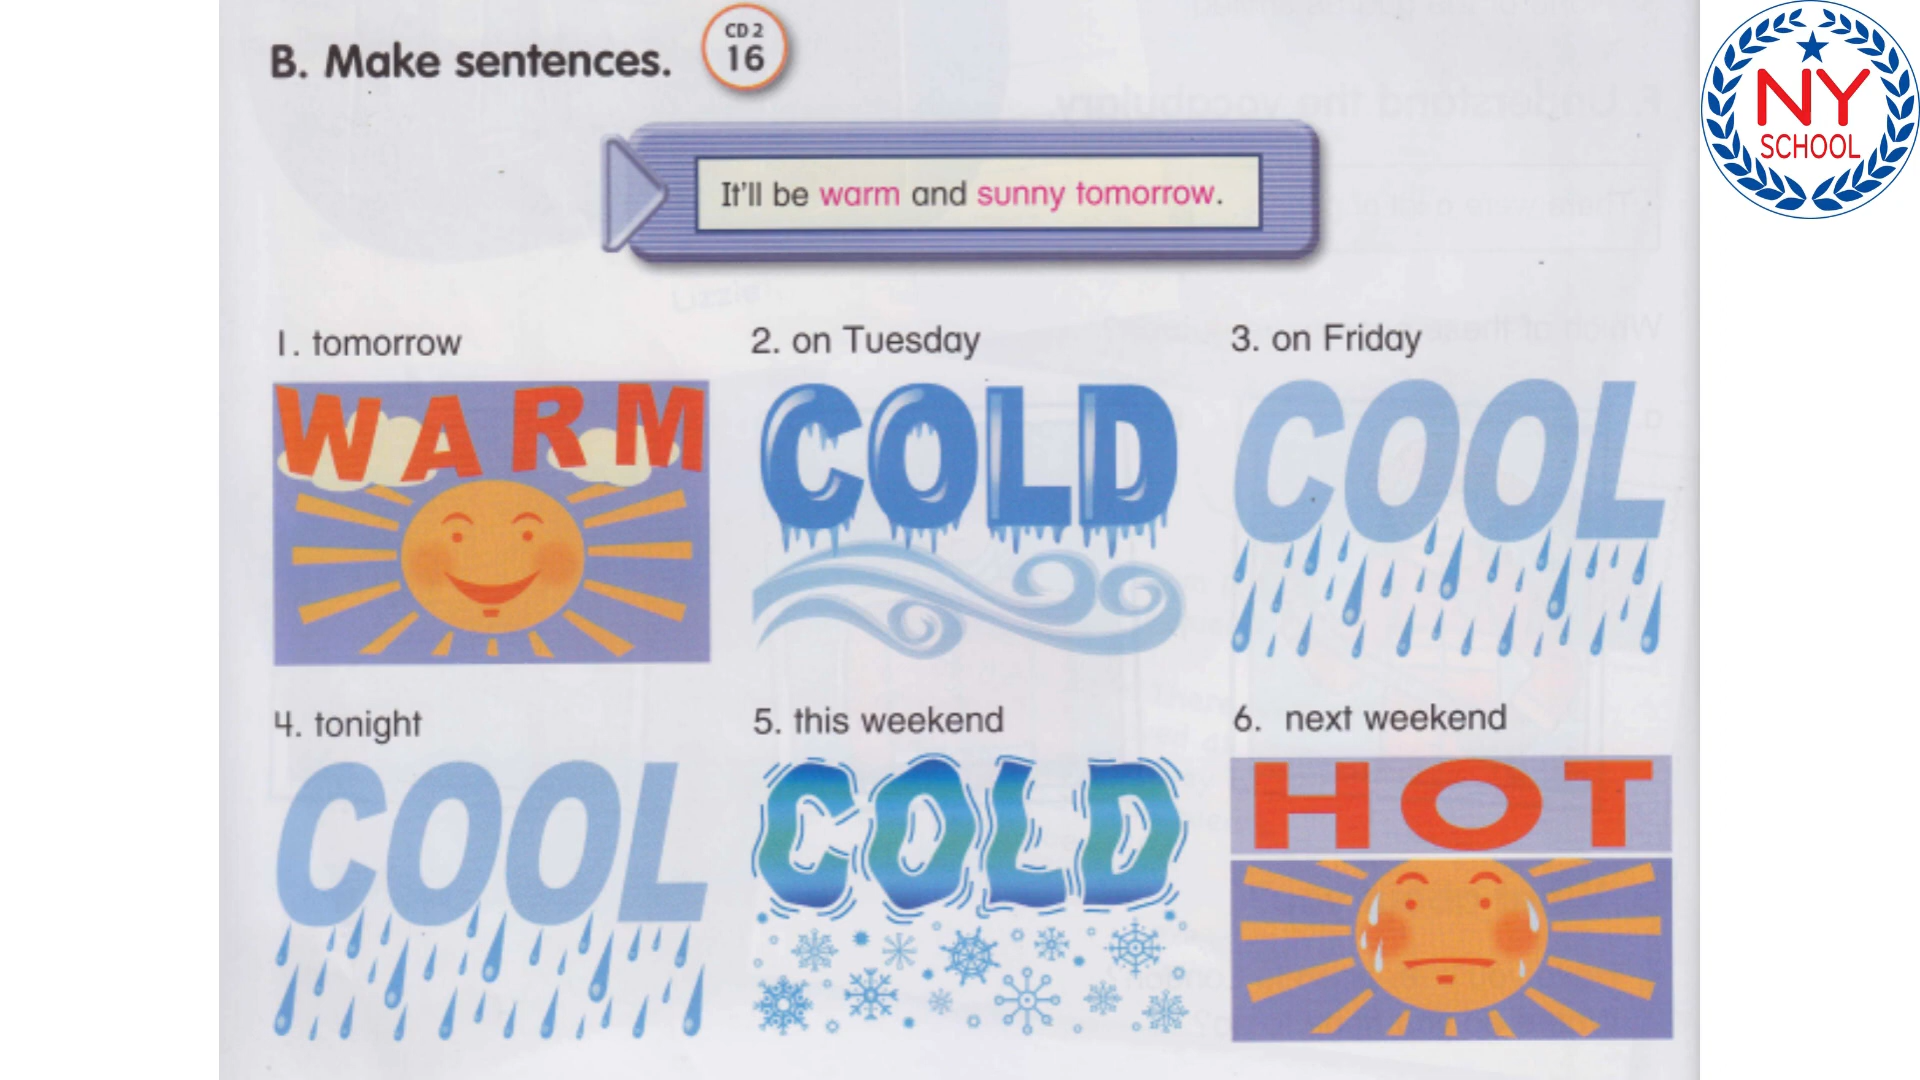 B. Make sentences.
CD 2
16
NY
SCHOOL
It'll be warm and sunny tomorrow.
1. tomorrow
2. on Tuesday
3. on Friday
WARM
COLD
COOL
4. tonight
5. this weekend
6. next weekend
COOL
COLD
HOT